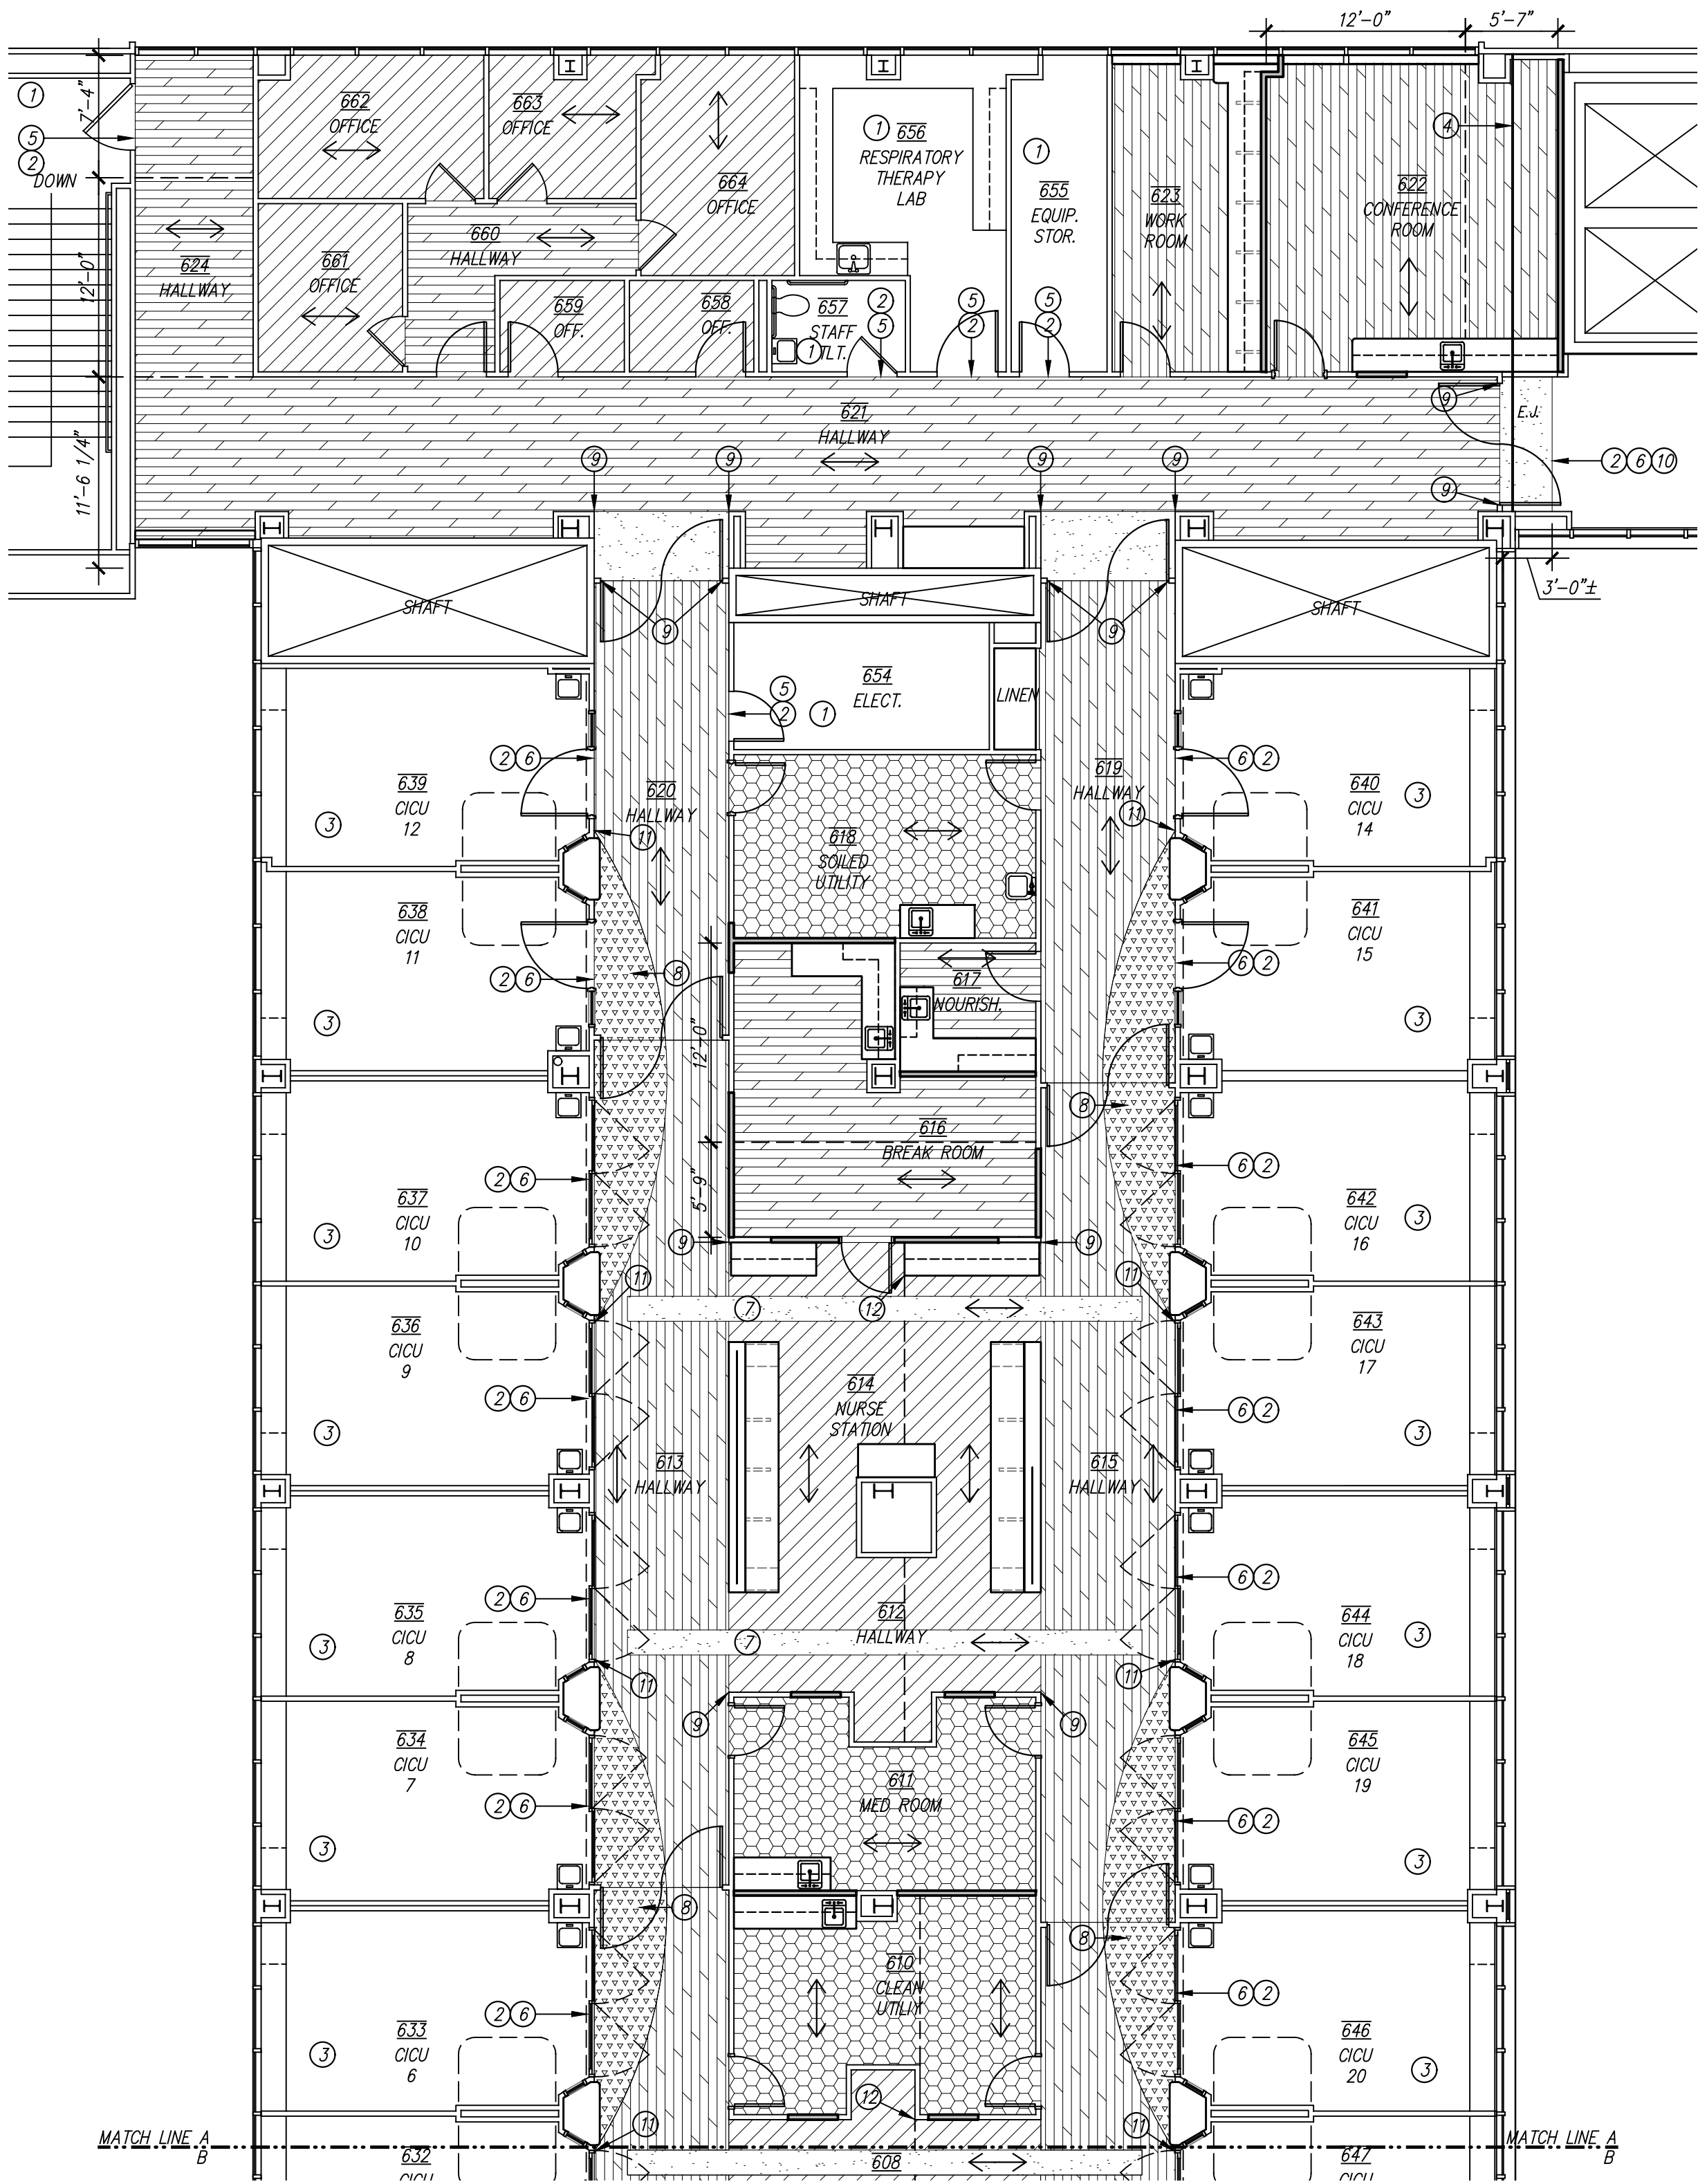 12'-0" 5'-7"
1
7'-4"
5
2
DOWN
662
OFFICE
663
OFFICE
664
OFFICE
1 656
RESPIRATORY
THERAPY
LAB
1
655
EQUIP.
STOR.
623
WORK
ROOM
4
622
CONFERENCE
ROOM
12'-0"
624
HALLWAY
661
OFFICE
660
HALLWAY
659
OFF.
658
OFF.
657
STAFF
TLT.
1
2
5
5
2
5
2
9
E.J.
621
HALLWAY
11'-6 1/4"
9 9 9 9
9
2 6 10
3'-0"±
SHAFT
SHAFT
SHAFT
9
9
654
ELECT.
5
2
1
LINEN
2 6
6 2
639
CICU
12
3
620
HALLWAY
11
618
SOILED
UTILITY
619
HALLWAY
11
640
CICU
14
3
638
CICU
11
2 6
3
8
617
NOURISH.
6 2
641
CICU
15
3
12'-0"
8
616
BREAK ROOM
5'-9"
2 6
637
CICU
10
3
6 2
642
CICU
16
3
9
9
11
11
7
12
636
CICU
9
3
2 6
643
CICU
17
3
6 2
614
NURSE
STATION
613
HALLWAY
615
HALLWAY
2 6
635
CICU
8
3
6 2
644
CICU
18
3
612
HALLWAY
7
11
11
9
9
634
CICU
7
3
2 6
645
CICU
19
3
6 2
611
MED ROOM
8
8
610
CLEAN
UTILIY
2 6
633
CICU
6
3
6 2
646
CICU
20
3
12
11
11
MATCH LINE A
B
MATCH LINE A
B
632
CICU
608
647
CICU